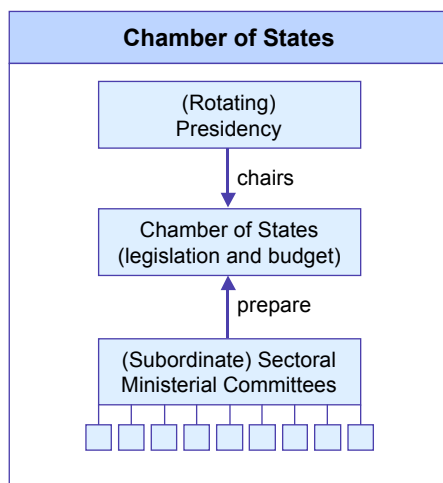 Chamber of States
(Rotating)
Presidency
chairs
Chamber of States
(legislation and budget)
prepare
(Subordinate) Sectoral
Ministerial Committees